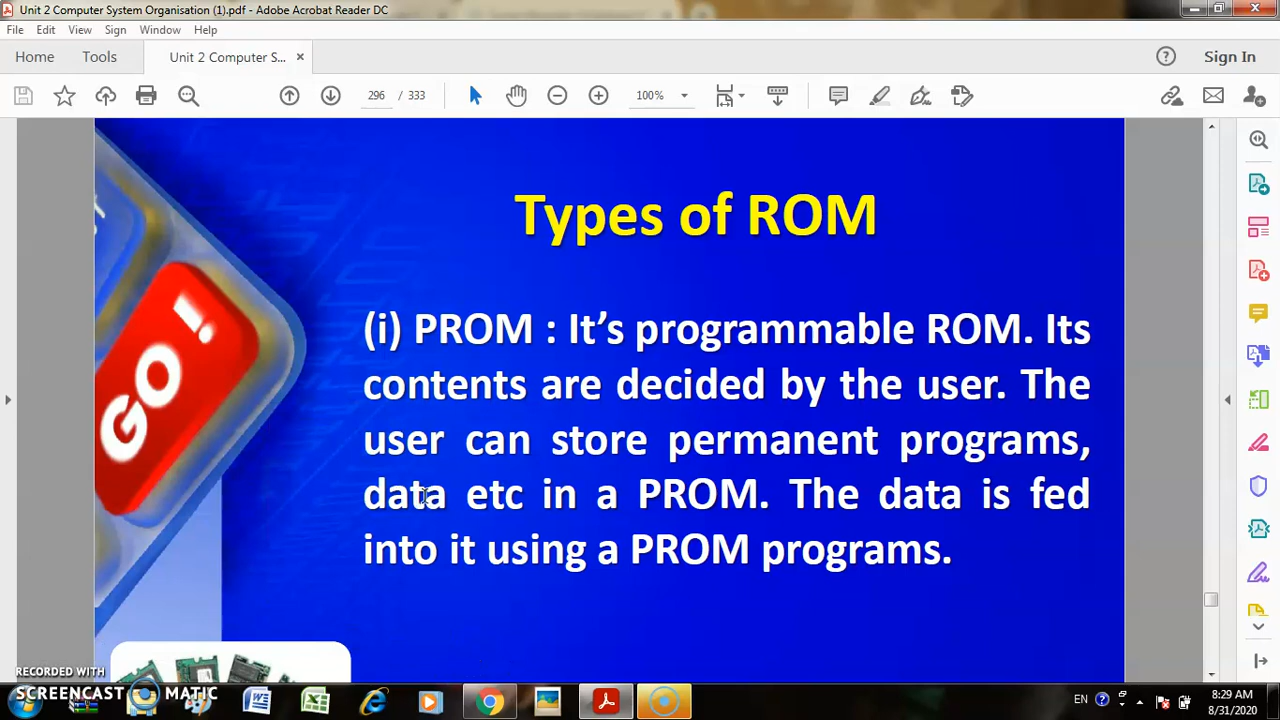 Unit 2 Computer System Organisation (1).pdf - Adobe Acrobat Reader DC
File Edit View Sign Window Help
Home Tools Unit 2 Computer S... × Sign In
296 / 333 100%
Types of ROM
(i) PROM : It’s programmable ROM. Its
contents are decided by the user. The
user can store permanent programs,
data etc in a PROM. The data is fed
into it using a PROM programs.
GO!
RECORDED WITH
SCREENCAST MATIC
EN 8:29 AM
8/31/2020